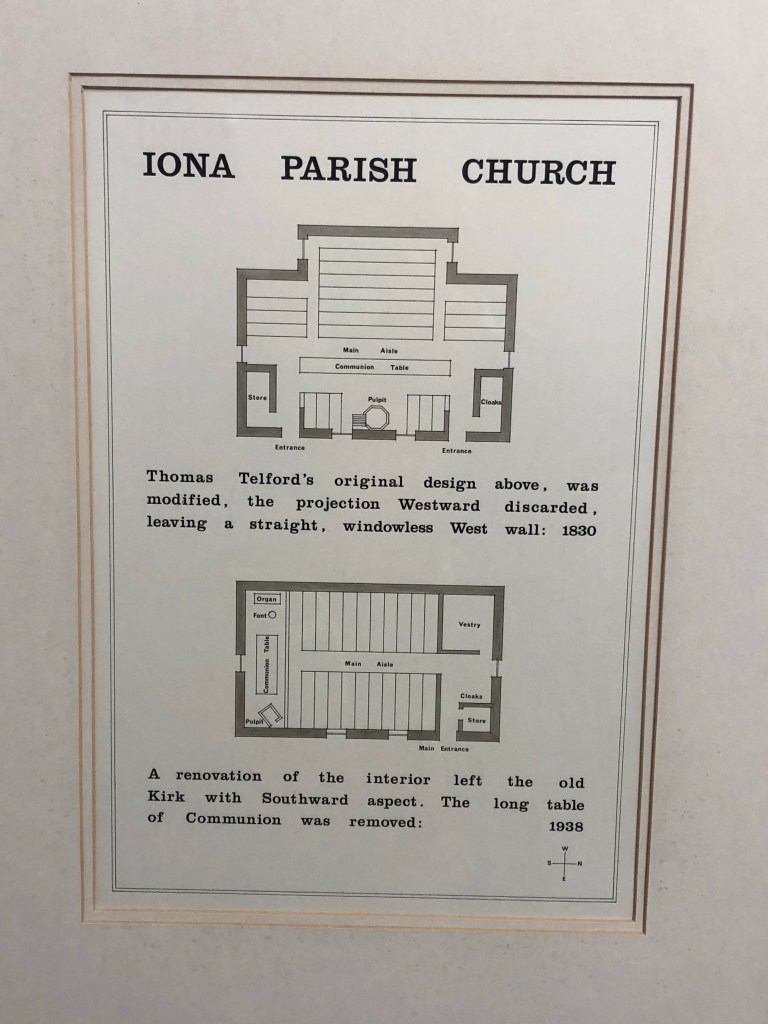 IONA PARISH CHURCH
Main Aisle
Communion Table
Store
Pulpit
Cloaks
Entrance
Entrance
Thomas Telford's original design above, was
modified, the projection Westward discarded,
leaving a straight, windowless West wall: 1830
Organ
Font
Vestry
Communion Table
Main Aisle
Cloaks
Pulpit
Store
Main Entrance
A renovation of the interior left the old
Kirk with Southward aspect. The long table
of Communion was removed: 1938
W
S N
E